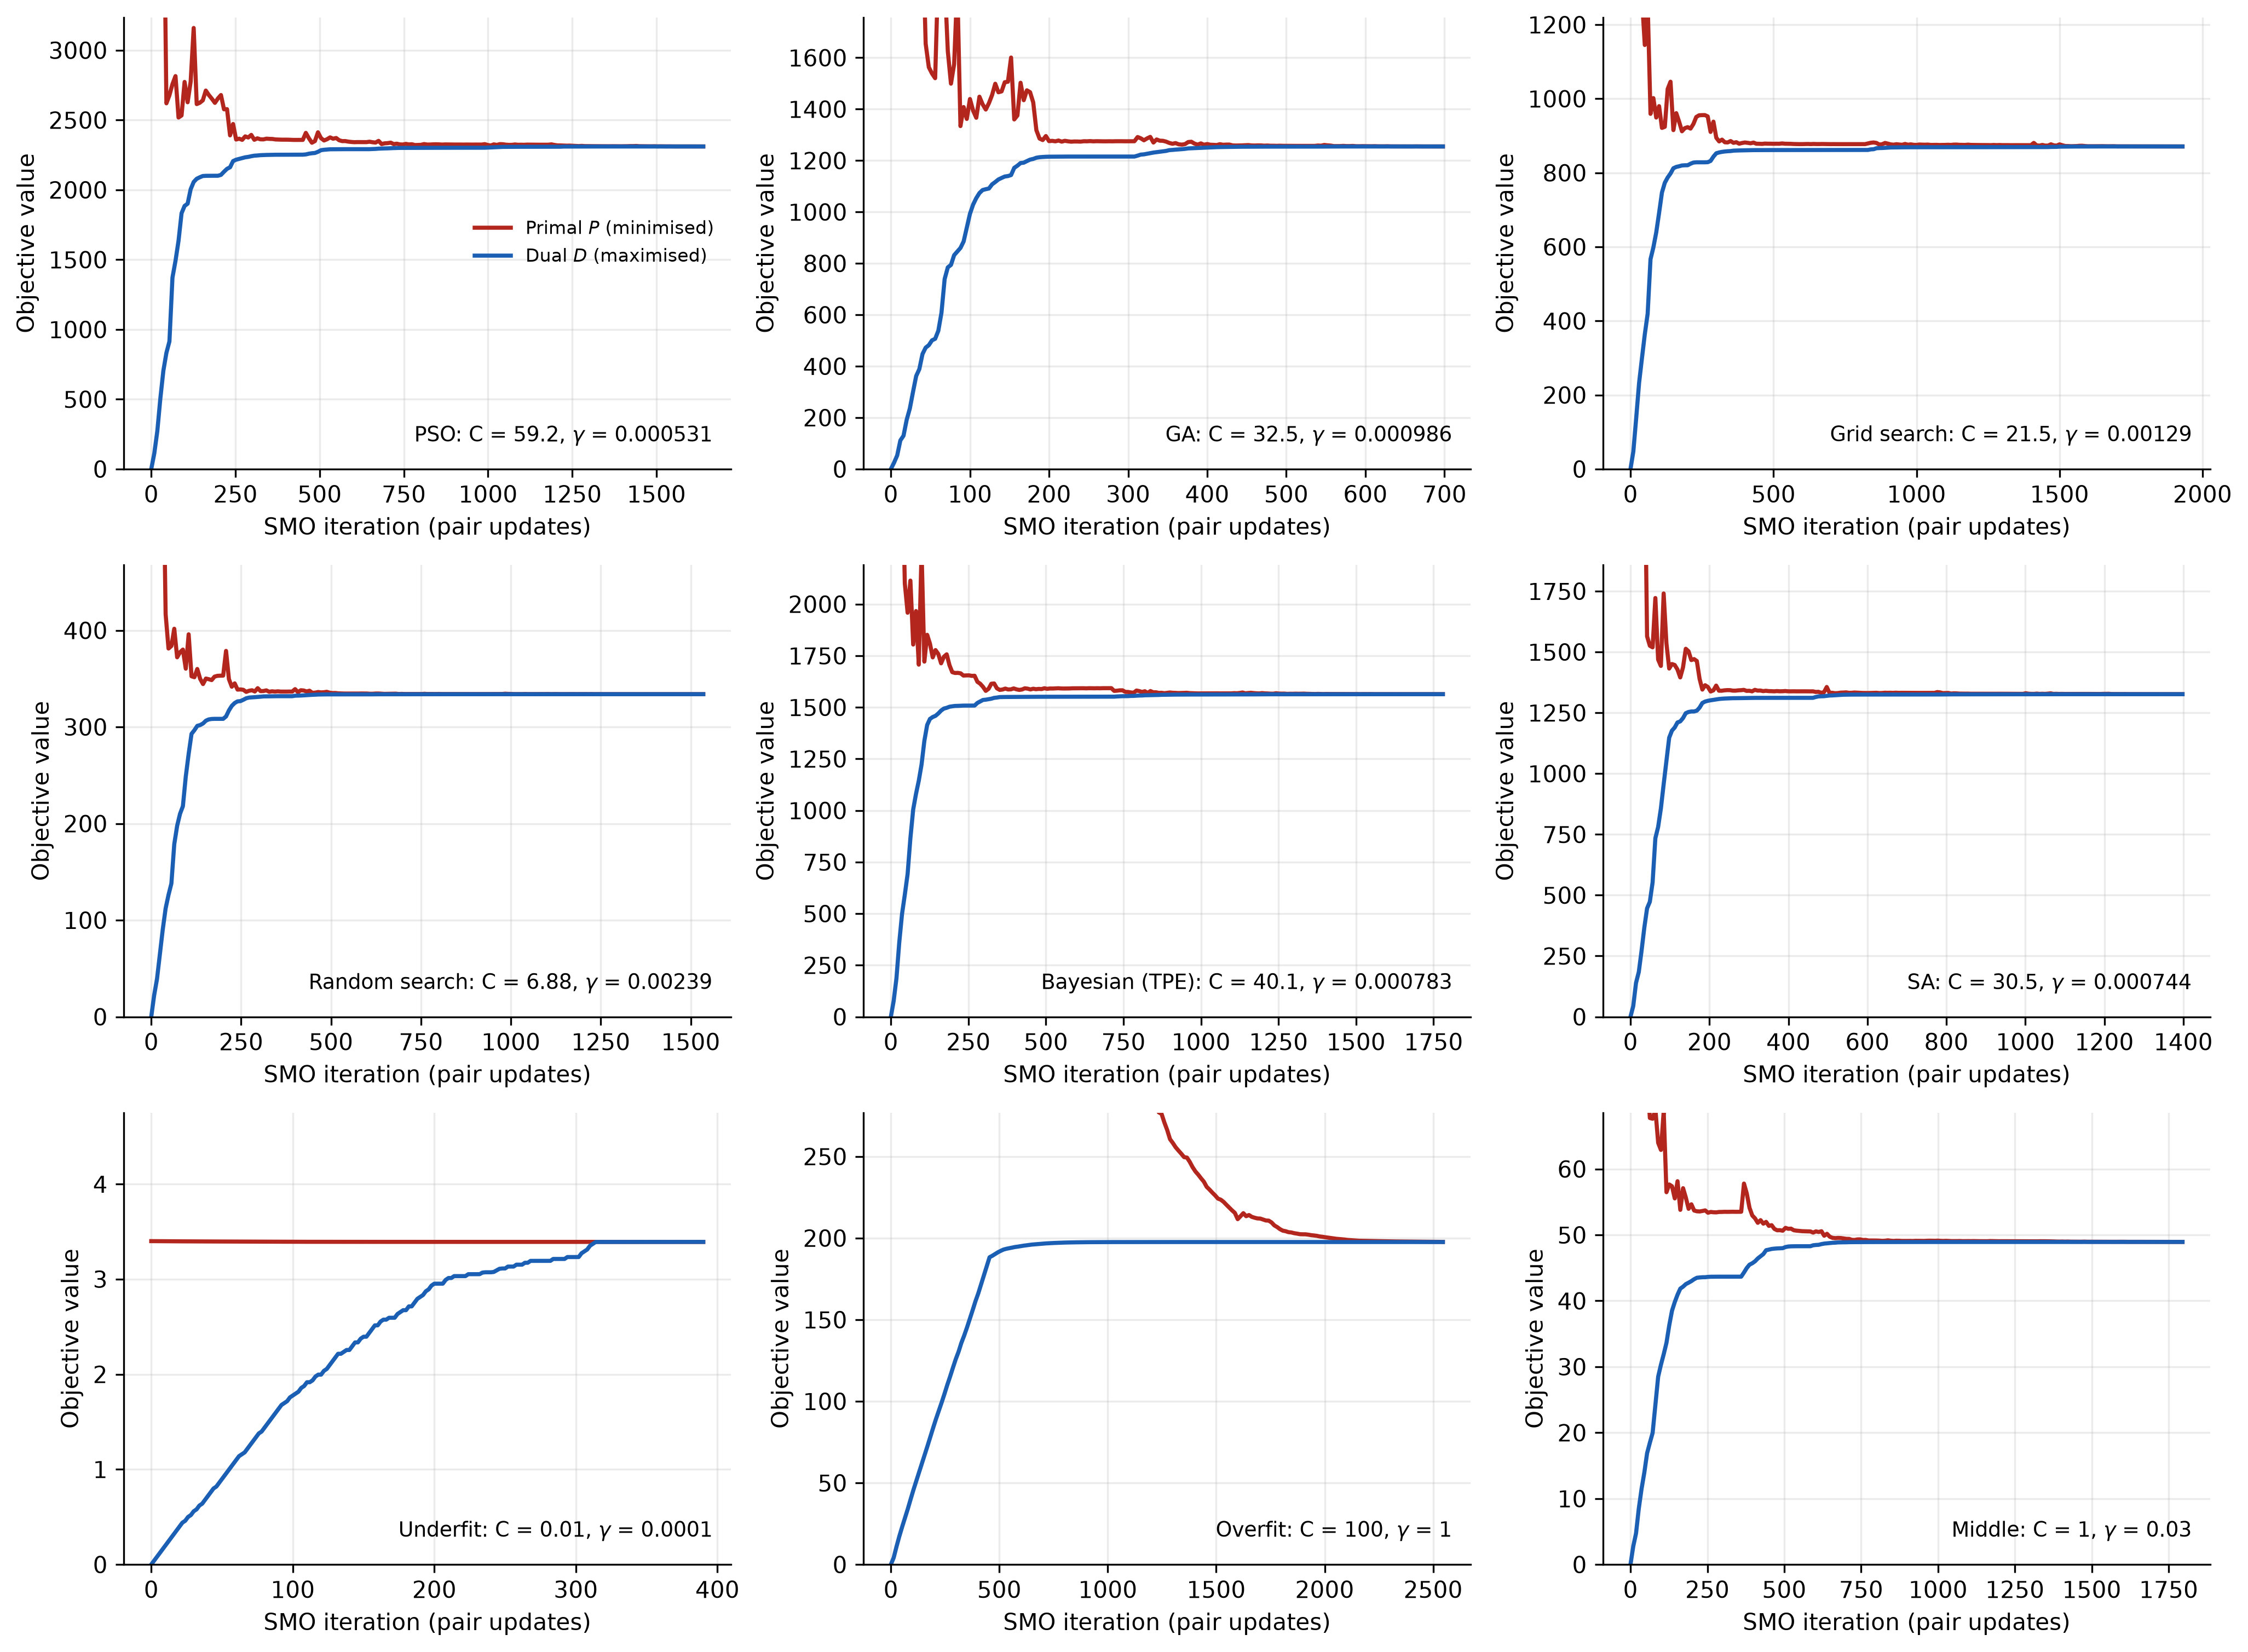 3000
2500
2000
1500
1000
500
0
Objective value
Primal P (minimised)
Dual D (maximised)
PSO: C = 59.2, γ = 0.000531
0 250 500 750 1000 1250 1500
SMO iteration (pair updates)
1600
1400
1200
1000
800
600
400
200
0
Objective value
GA: C = 32.5, γ = 0.000986
0 100 200 300 400 500 600 700
SMO iteration (pair updates)
1200
1000
800
600
400
200
0
Objective value
Grid search: C = 21.5, γ = 0.00129
0 500 1000 1500 2000
SMO iteration (pair updates)
400
300
200
100
0
Objective value
Random search: C = 6.88, γ = 0.00239
0 250 500 750 1000 1250 1500
SMO iteration (pair updates)
2000
1750
1500
1250
1000
750
500
250
0
Objective value
Bayesian (TPE): C = 40.1, γ = 0.000783
0 250 500 750 1000 1250 1500 1750
SMO iteration (pair updates)
1750
1500
1250
1000
750
500
250
0
Objective value
SA: C = 30.5, γ = 0.000744
0 200 400 600 800 1000 1200 1400
SMO iteration (pair updates)
4
3
2
1
0
Objective value
Underfit: C = 0.01, γ = 0.0001
0 100 200 300 400
SMO iteration (pair updates)
250
200
150
100
50
0
Objective value
Overfit: C = 100, γ = 1
0 500 1000 1500 2000 2500
SMO iteration (pair updates)
60
50
40
30
20
10
0
Objective value
Middle: C = 1, γ = 0.03
0 250 500 750 1000 1250 1500 1750
SMO iteration (pair updates)